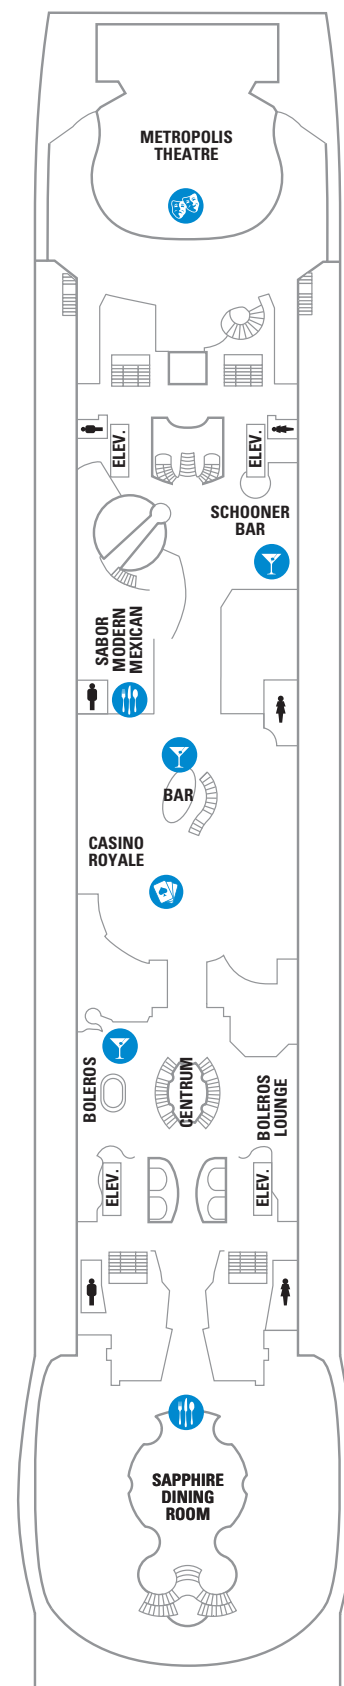 METROPOLIS
THEATRE
ELEV.
ELEV.
SCHOONER
BAR
SABOR
MODERN
MEXICAN
BAR
CASINO
ROYALE
BOLEROS
CENTRUM
BOLEROS
LOUNGE
ELEV.
ELEV.
SAPPHIRE
DINING
ROOM